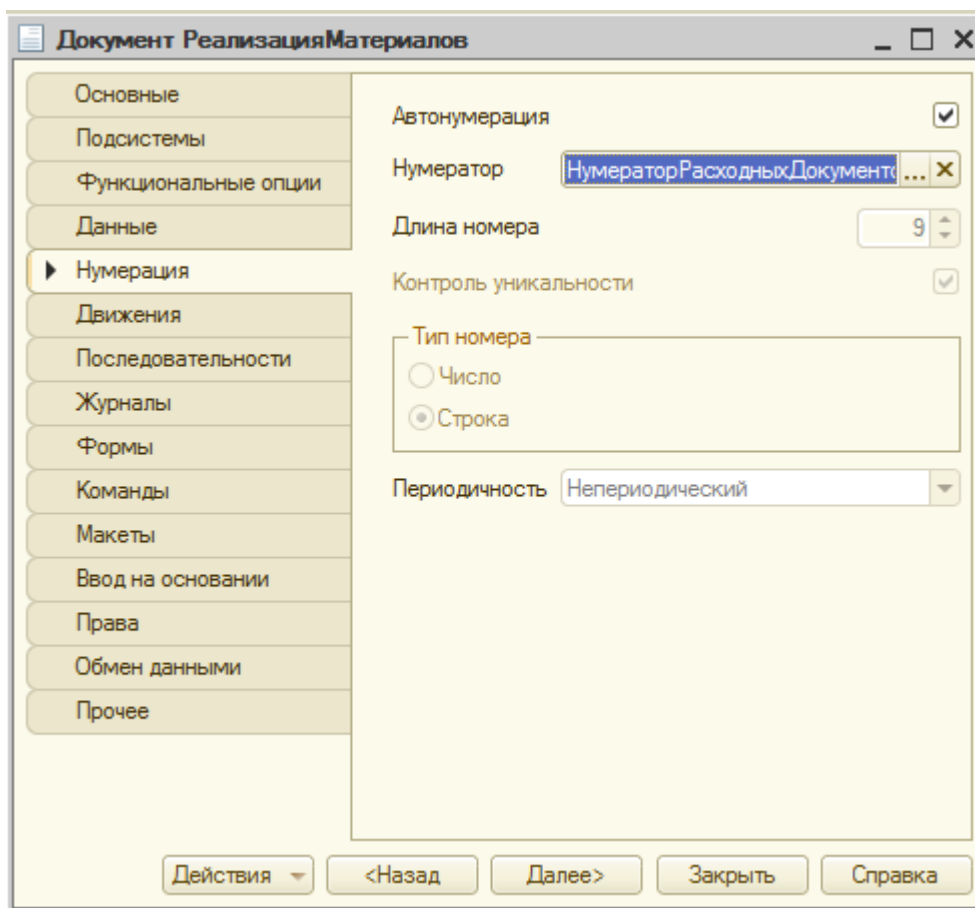 Документ РеализацияМатериалов
Основные
Подсистемы
Функциональные опции
Данные
Нумерация
Движения
Последовательности
Журналы
Формы
Команды
Макеты
Ввод на основании
Права
Обмен данными
Прочее
Автонумерация
Нумератор НумераторРасходныхДокументо ...
Длина номера 9
Контроль уникальности
Тип номера
Число
Строка
Периодичность Непериодический
Действия <Назад Далее> Закрыть Справка